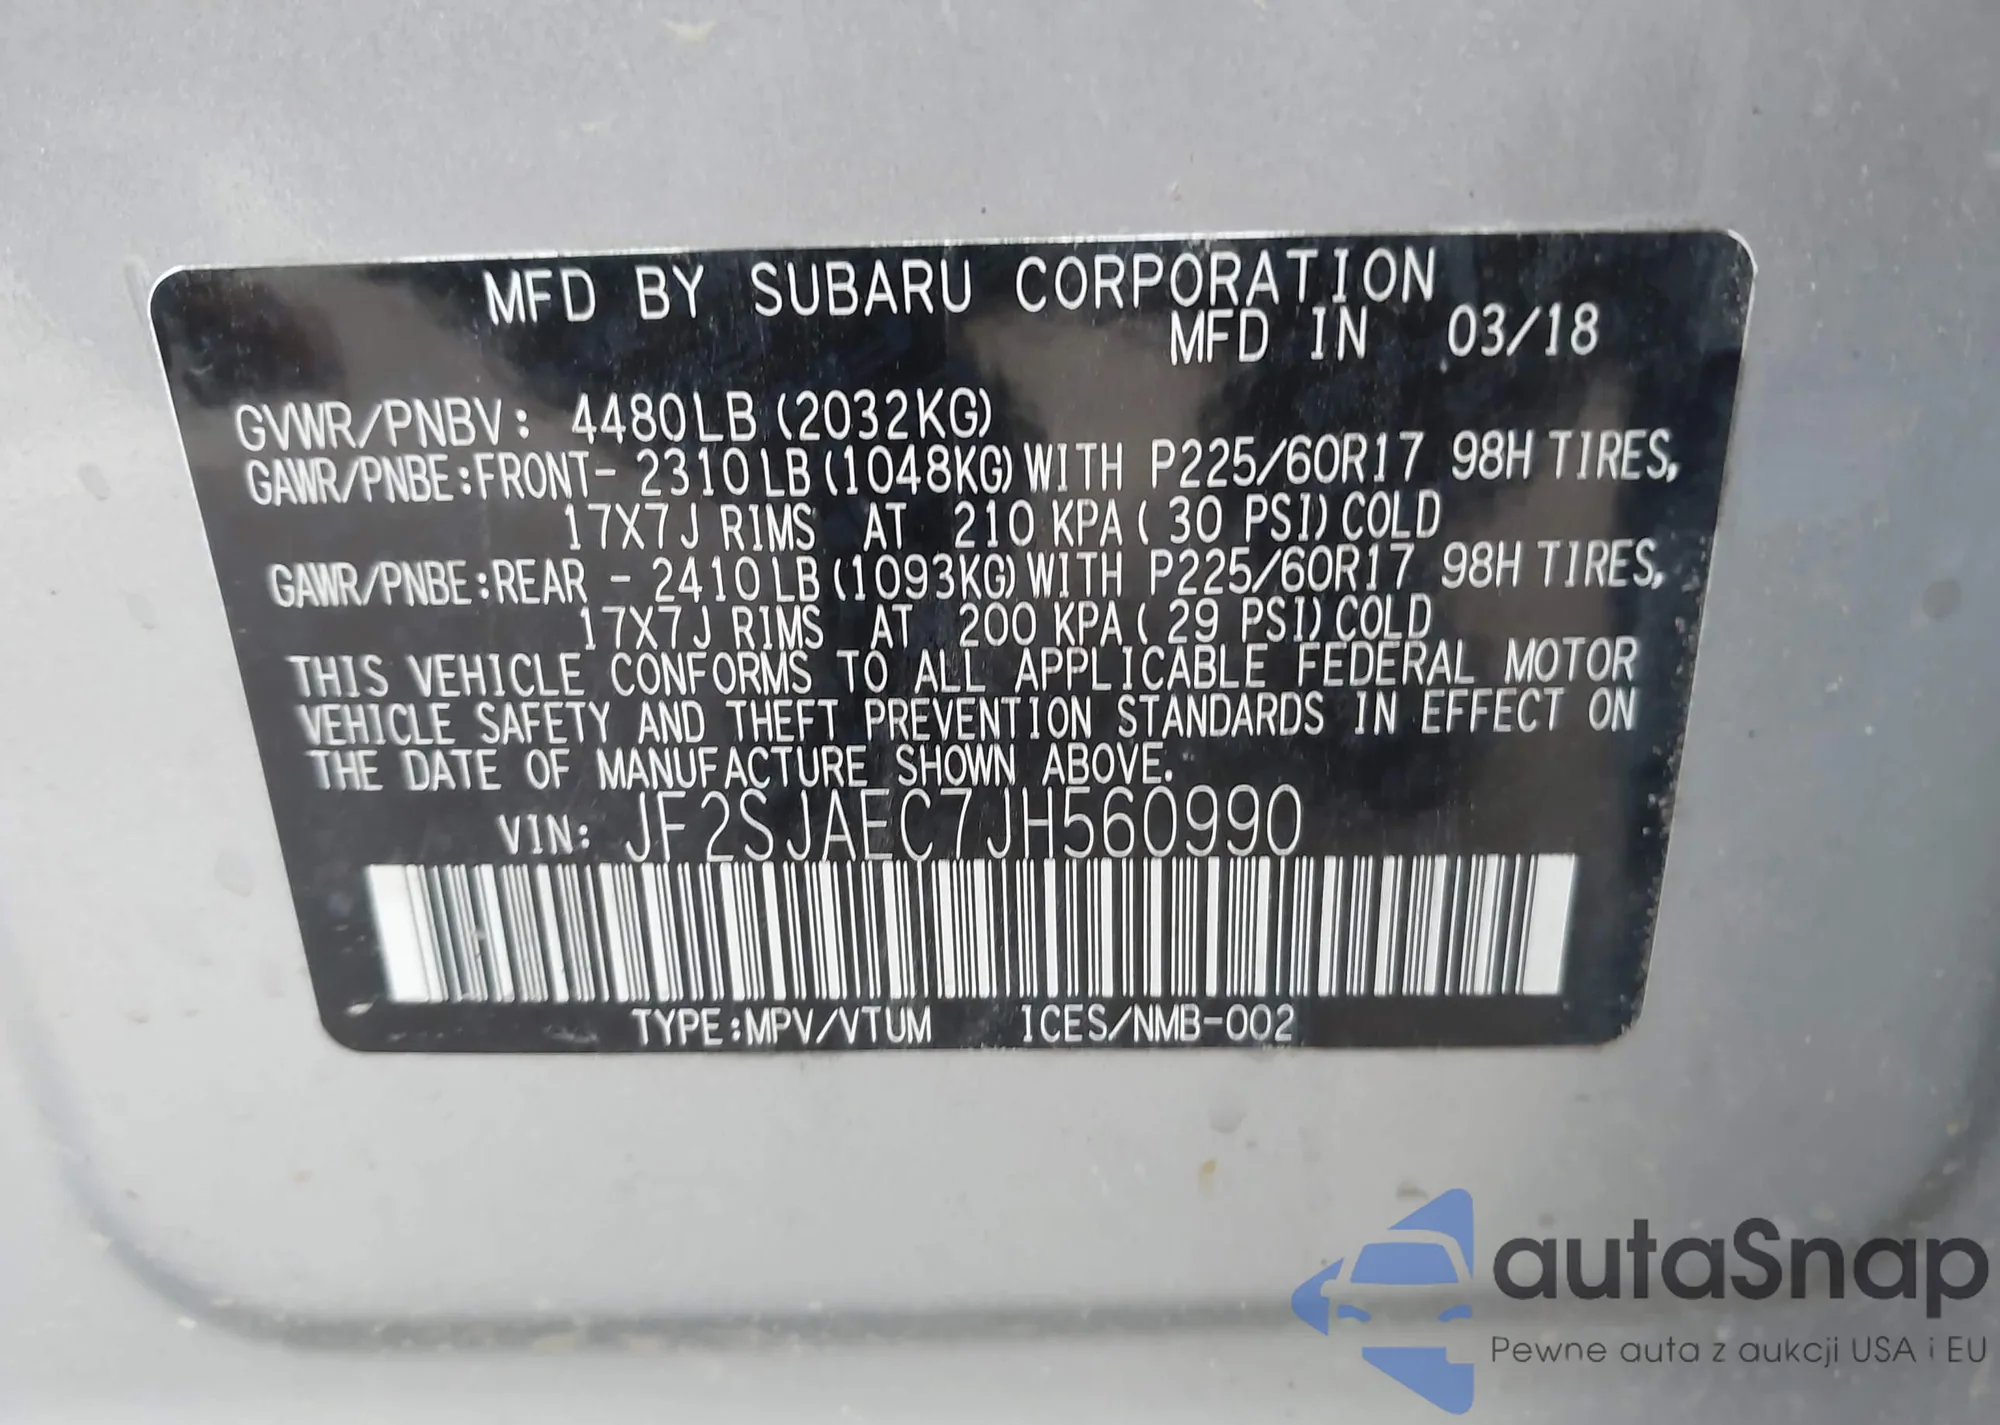 MFD BY SUBARU CORPORATION
MFD IN 03/18
GVWR/PNBV: 4480LB (2032KG)
GAWR/PNBE:FRONT- 2310LB(1048KG)WITH P225/60R17 98H TIRES,
17X7J RIMS AT 210 KPA( 30 PSI)COLD
GAWR/PNBE:REAR - 2410LB(1093KG)WITH P225/60R17 98H TIRES,
17X7J RIMS AT 200 KPA( 29 PSI)COLD
THIS VEHICLE CONFORMS TO ALL APPLICABLE FEDERAL MOTOR
VEHICLE SAFETY AND THEFT PREVENTION STANDARDS IN EFFECT ON
THE DATE OF MANUFACTURE SHOWN ABOVE.
VIN: JF2SJAEC7JH560990
TYPE:MPV/VTUM ICES/NMB-002
autaSnap
Pewne auta z aukcji USA i EU